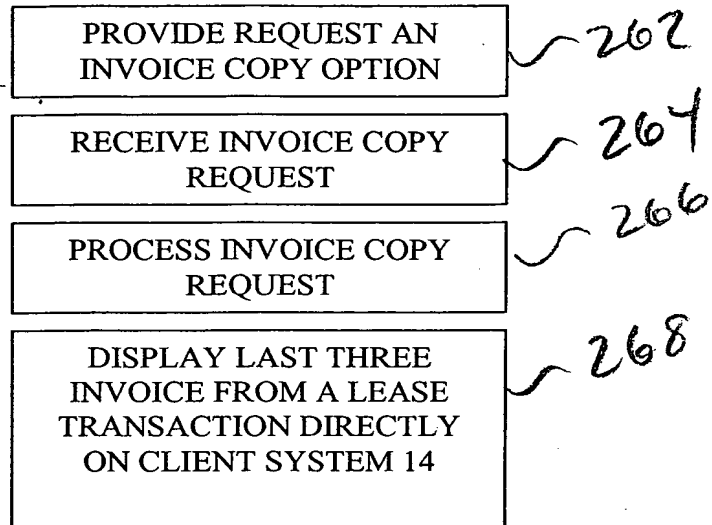 PROVIDE REQUEST AN
INVOICE COPY OPTION
262
RECEIVE INVOICE COPY
REQUEST
264
PROCESS INVOICE COPY
REQUEST
266
DISPLAY LAST THREE
INVOICE FROM A LEASE
TRANSACTION DIRECTLY
ON CLIENT SYSTEM 14
268